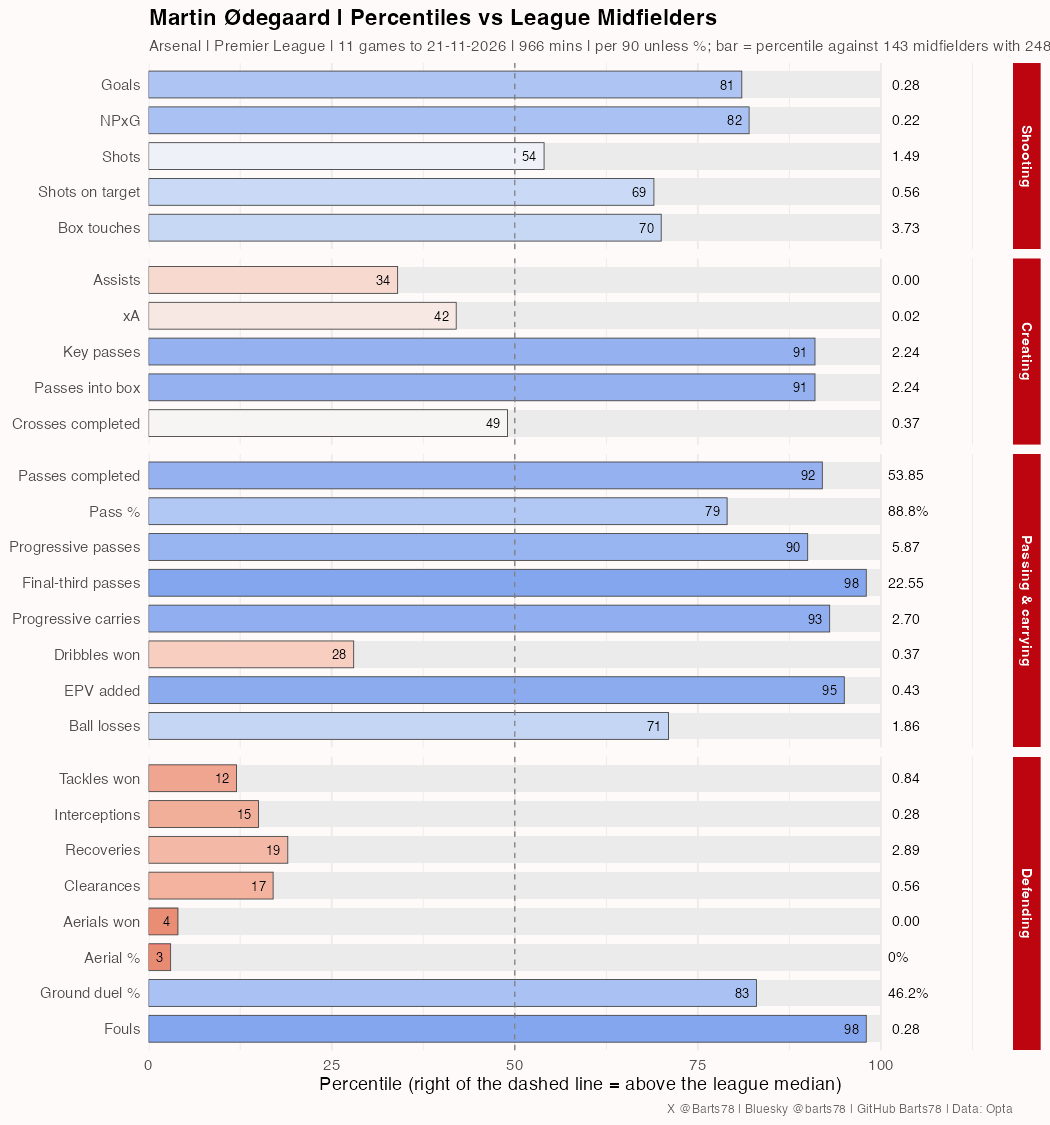 Martin Ødegaard | Percentiles vs League Midfielders
Arsenal | Premier League | 11 games to 21-11-2026 | 966 mins | per 90 unless %; bar = percentile against 143 midfielders with 248
Goals 81 0.28
NPxG 82 0.22
Shots 54 1.49
Shots on target 69 0.56
Box touches 70 3.73
Shooting
Assists 34 0.00
xA 42 0.02
Key passes 91 2.24
Passes into box 91 2.24
Crosses completed 49 0.37
Creating
Passes completed 92 53.85
Pass % 79 88.8%
Progressive passes 90 5.87
Final-third passes 98 22.55
Progressive carries 93 2.70
Dribbles won 28 0.37
EPV added 95 0.43
Ball losses 71 1.86
Passing & carrying
Tackles won 12 0.84
Interceptions 15 0.28
Recoveries 19 2.89
Clearances 17 0.56
Aerials won 4 0.00
Aerial % 3 0%
Ground duel % 83 46.2%
Fouls 98 0.28
Defending
0 25 50 75 100
Percentile (right of the dashed line = above the league median)
X @Barts78 | Bluesky @barts78 | GitHub Barts78 | Data: Opta